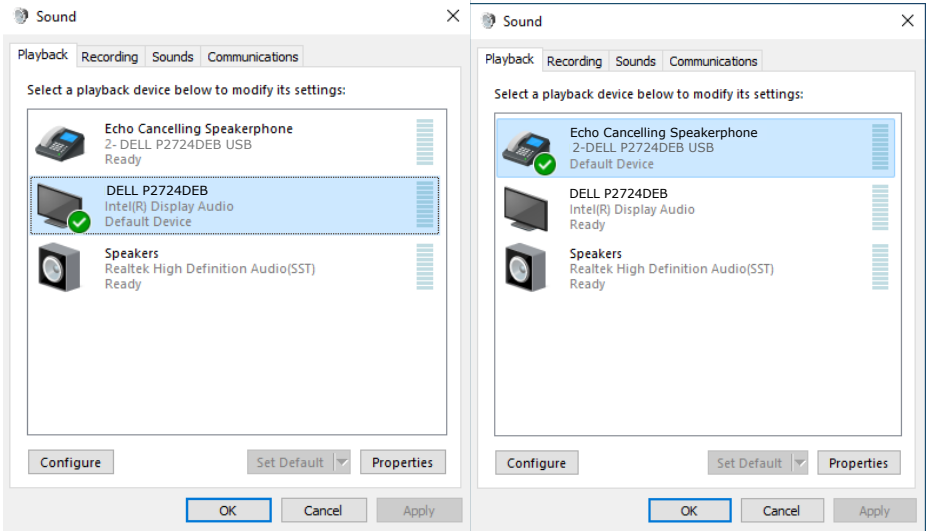 Sound
Playback Recording Sounds Communications
Select a playback device below to modify its settings:
Echo Cancelling Speakerphone
2- DELL P2724DEB USB
Ready
DELL P2724DEB
Intel(R) Display Audio
Default Device
Speakers
Realtek High Definition Audio(SST)
Ready
Configure Set Default Properties
OK Cancel Apply
Sound
Playback Recording Sounds Communications
Select a playback device below to modify its settings:
Echo Cancelling Speakerphone
2-DELL P2724DEB USB
Default Device
DELL P2724DEB
Intel(R) Display Audio
Ready
Speakers
Realtek High Definition Audio(SST)
Ready
Configure Set Default Properties
OK Cancel Apply